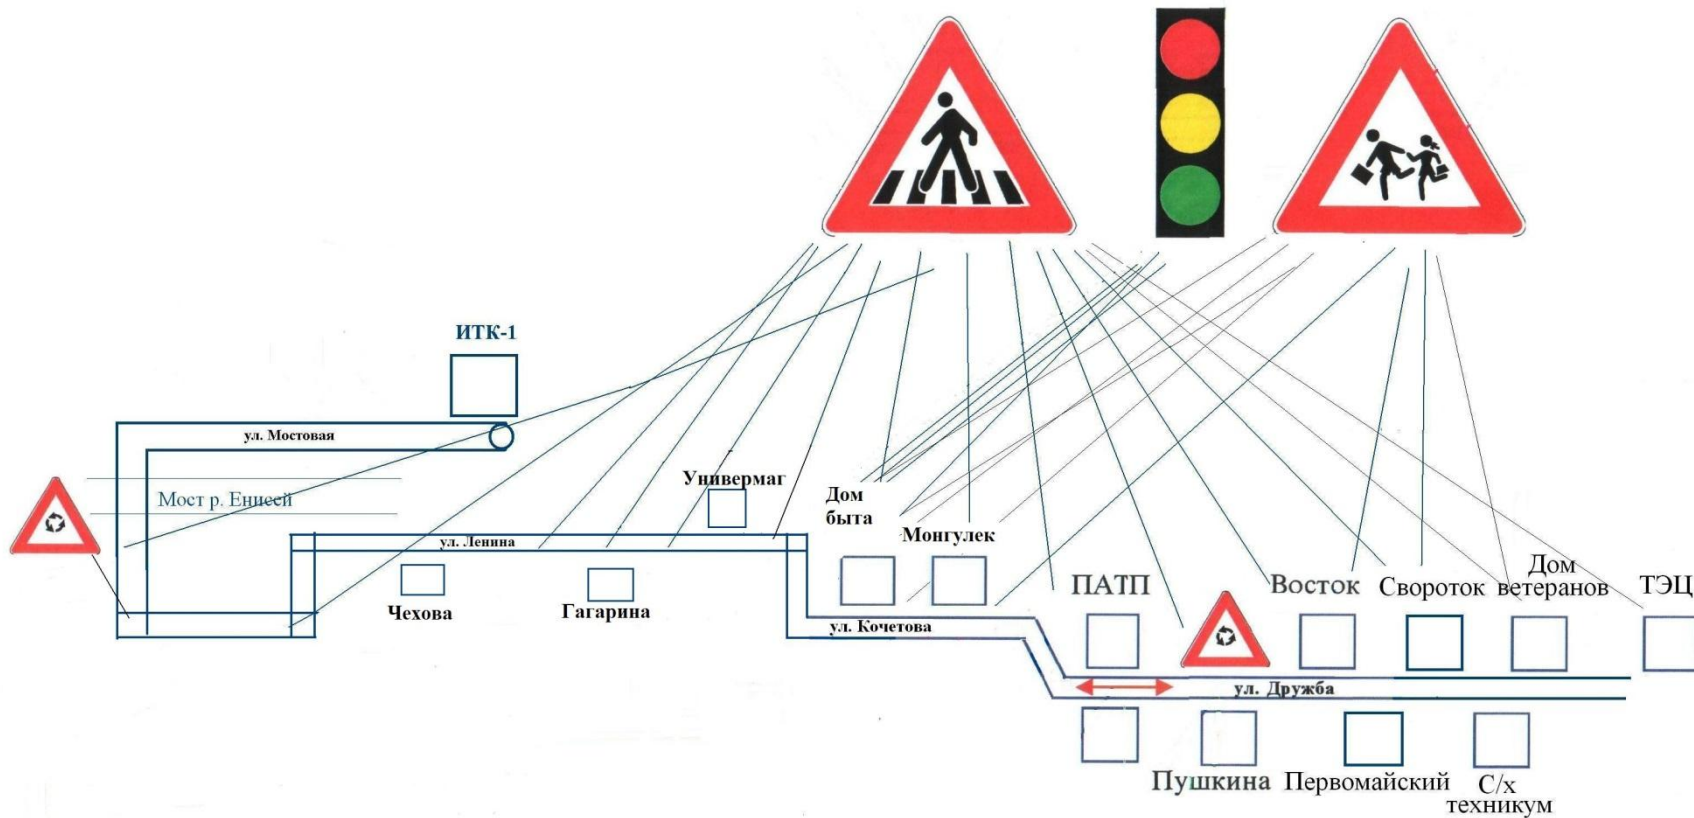 ИТК-1
ул. Мостовая
Мост р. Енисей
Универмаг
Дом
быта
ул. Ленина
Монгулек
Чехова
Гагарина
ул. Кочетова
ПАТП
Восток
Свороток
Дом
ветеранов
ТЭЦ
ул. Дружба
Пушкина
Первомайский
С/х
техникум